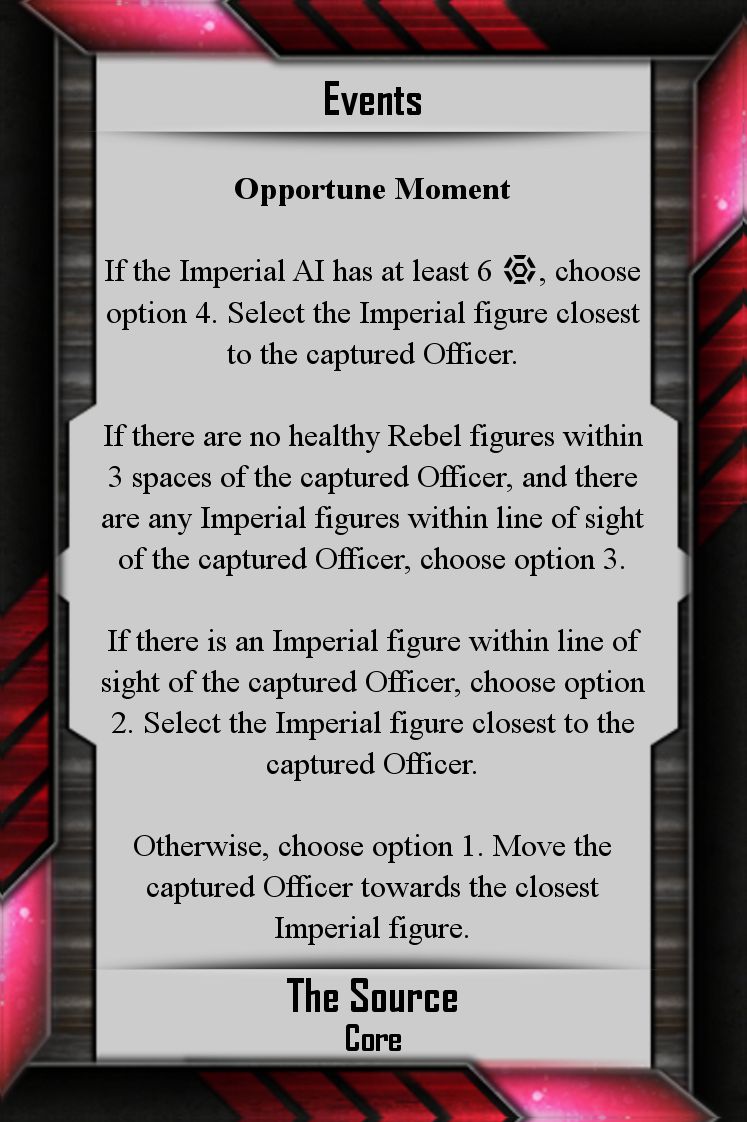 Events
Opportune Moment
If the Imperial AI has at least 6 , choose
option 4. Select the Imperial figure closest
to the captured Officer.
If there are no healthy Rebel figures within
3 spaces of the captured Officer, and there
are any Imperial figures within line of sight
of the captured Officer, choose option 3.
If there is an Imperial figure within line of
sight of the captured Officer, choose option
2. Select the Imperial figure closest to the
captured Officer.
Otherwise, choose option 1. Move the
captured Officer towards the closest
Imperial figure.
The Source
Core